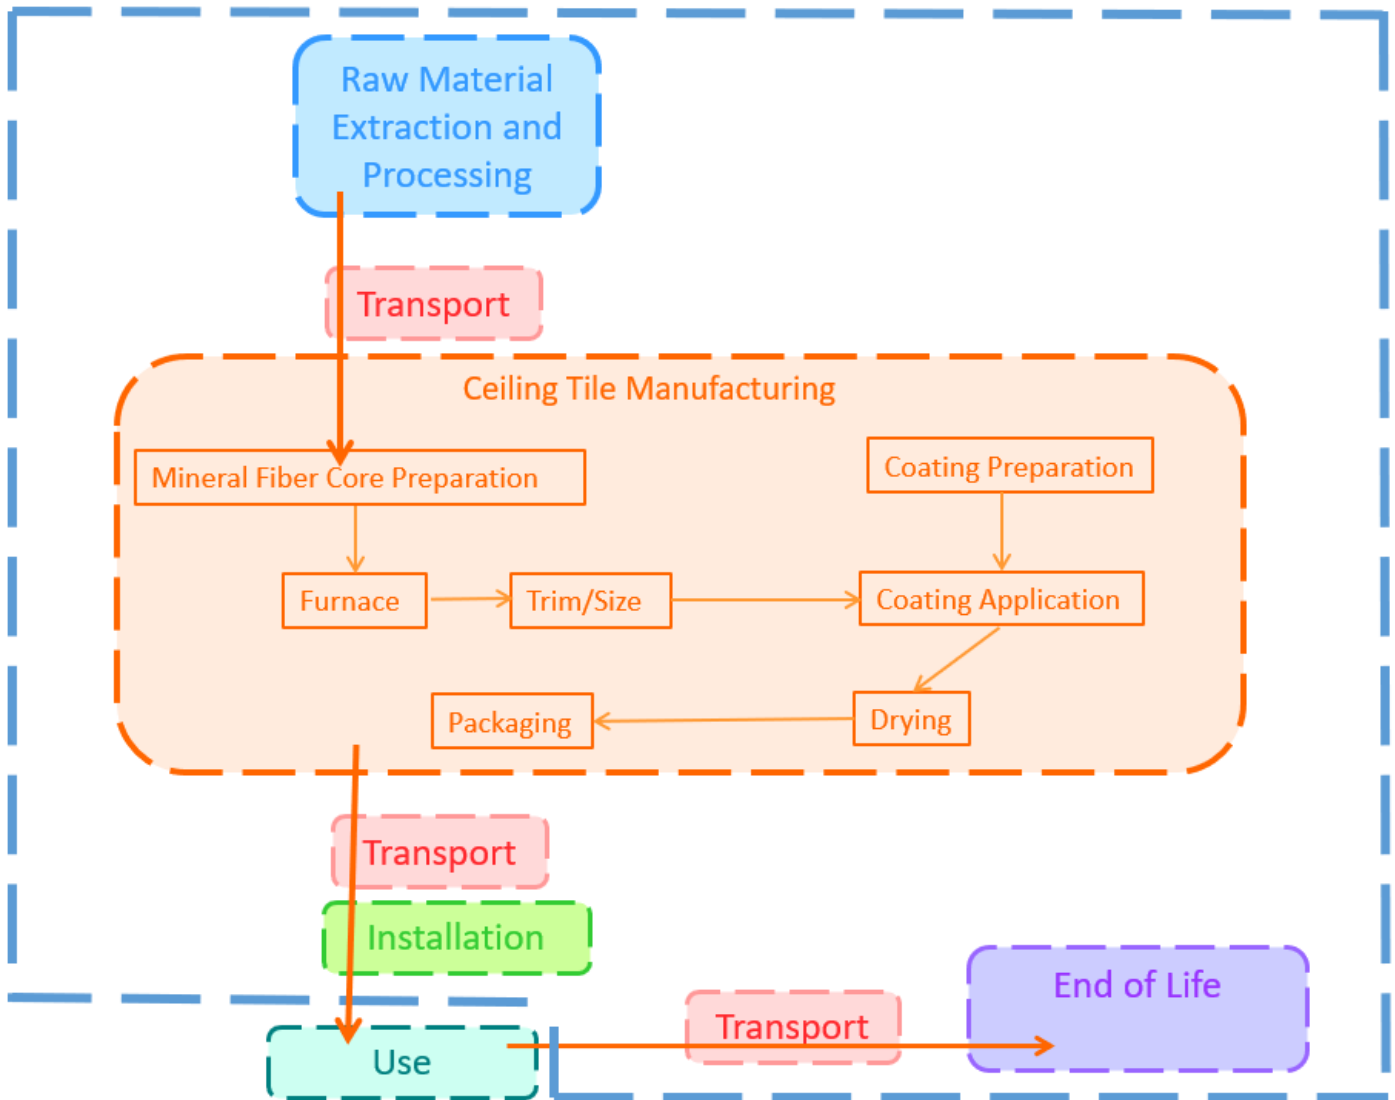 Raw Material
Extraction and
Processing
Transport
Ceiling Tile Manufacturing
Mineral Fiber Core Preparation
Coating Preparation
Furnace
Trim/Size
Coating Application
Packaging
Drying
Transport
Installation
End of Life
Transport
Use